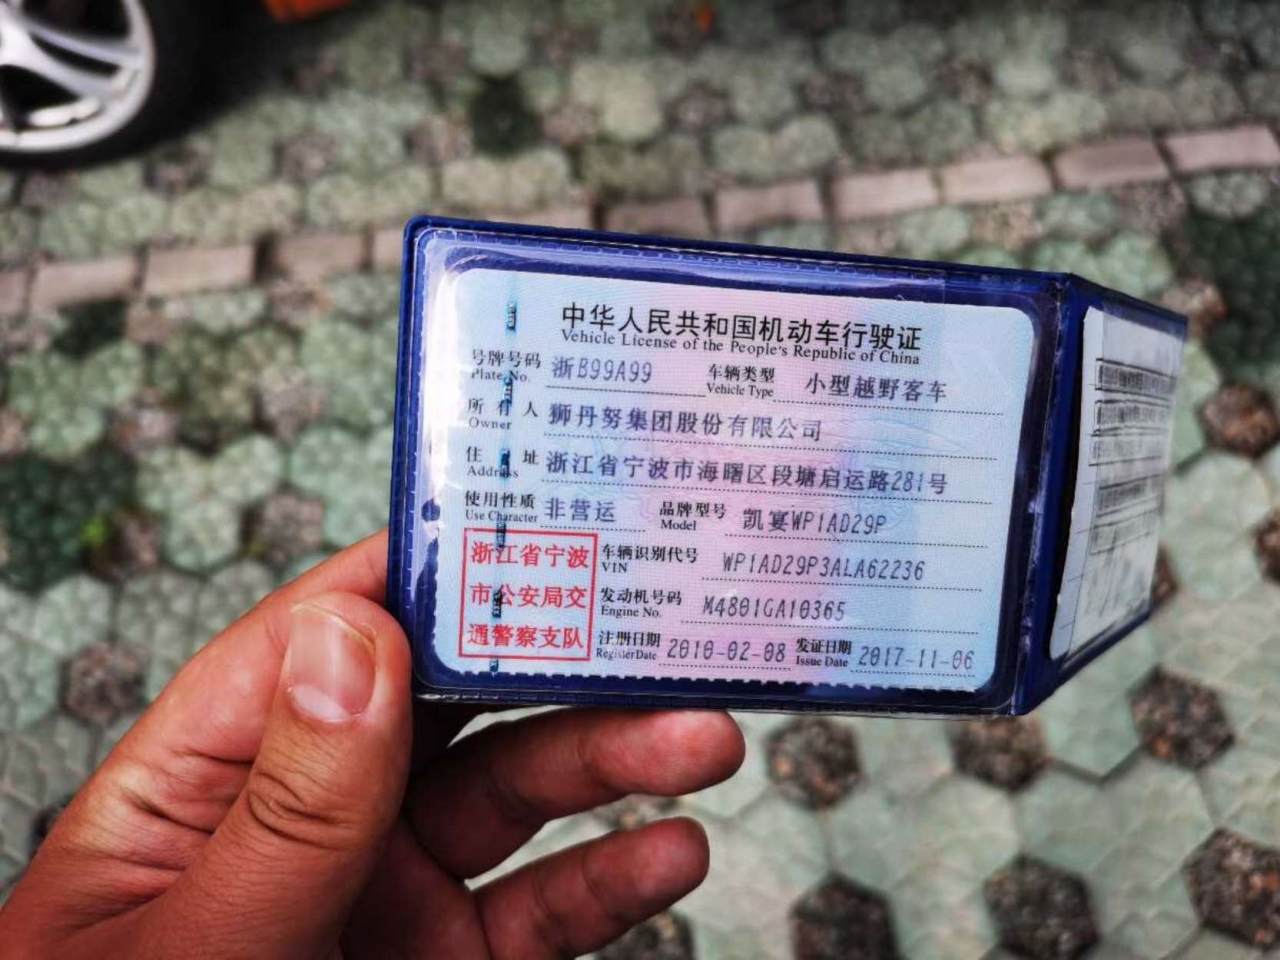 中华人民共和国机动车行驶证
Vehicle License of the People's Republic of China
号牌号码 浙B99A99 车辆类型 小型越野客车
Plate No. Vehicle Type
所有人 狮丹努集团股份有限公司
Owner
住址 浙江省宁波市海曙区段塘启运路281号
Address
使用性质 非营运 品牌型号 凯宴WP1AD29P
Use Character Model
浙江省宁波 车辆识别代号 WP1AD29P3ALA62236
VIN
市公安局交 发动机号码 M4801GA10365
Engine No.
通警察支队 注册日期 2010-02-08 发证日期 2017-11-06
Register Date Issue Date